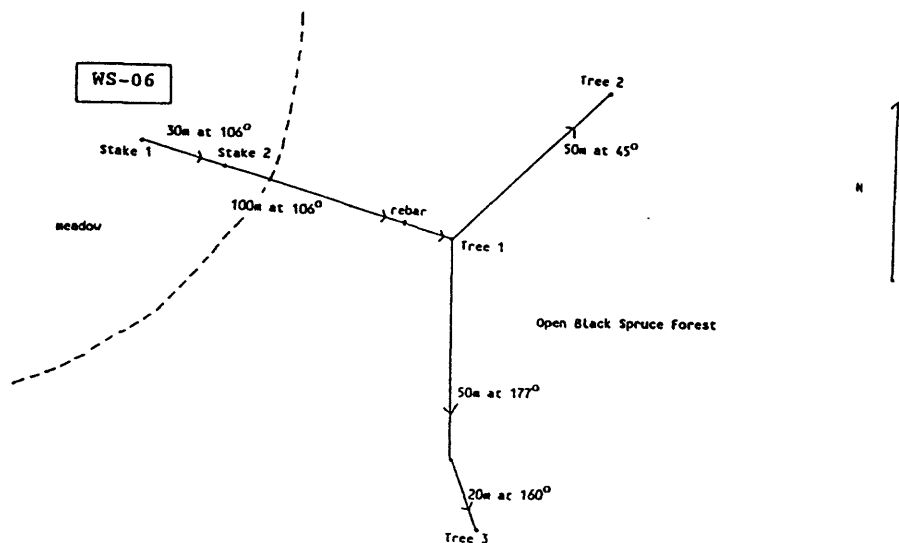 WS-06
Tree 2
30m at 106°
Stake 1
Stake 2
50m at 45°
100m at 106°
rebar
N
meadow
Tree 1
Open Black Spruce Forest
50m at 177°
20m at 160°
Tree 3